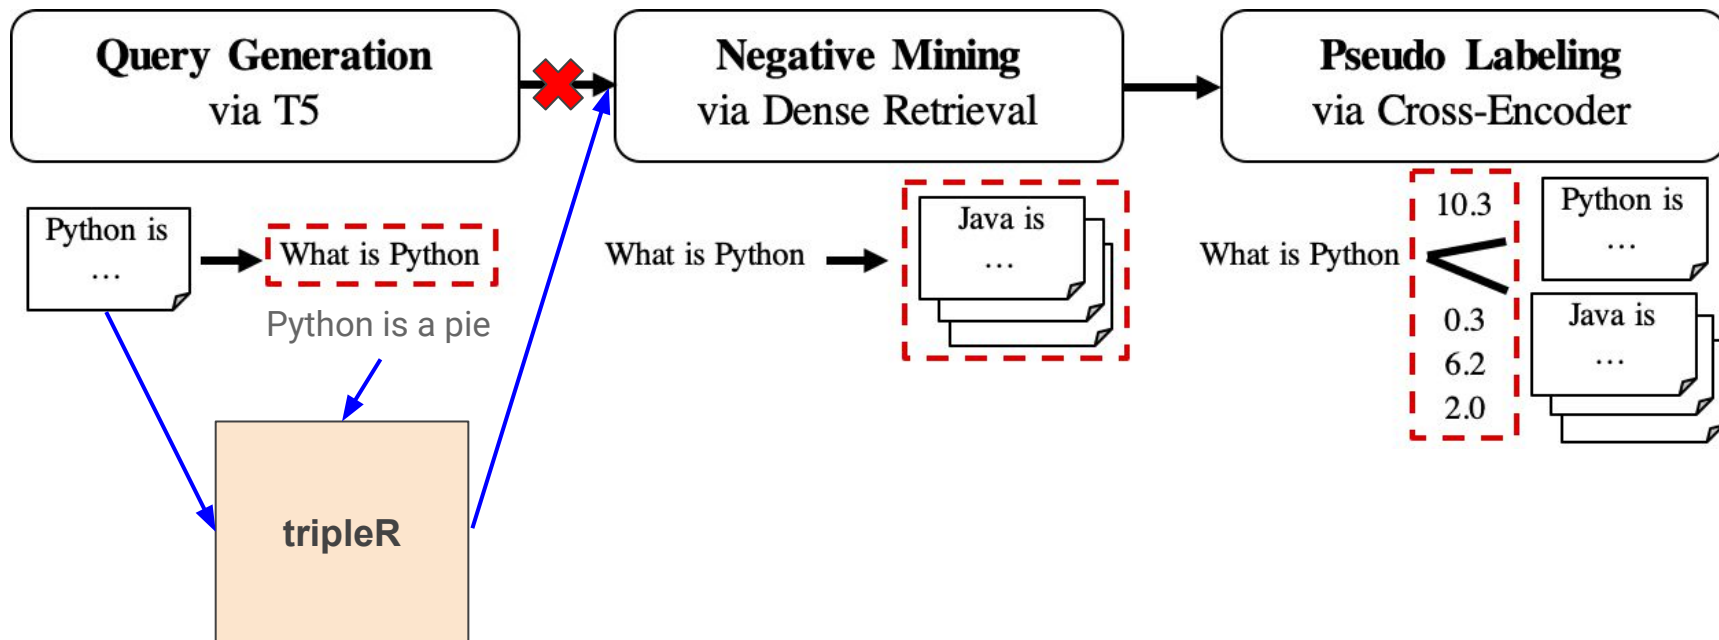 Query Generation
via T5
Negative Mining
via Dense Retrieval
Pseudo Labeling
via Cross-Encoder
Python is
...
What is Python
Python is a pie
tripleR
What is Python
Java is
...
What is Python
10.3
0.3
6.2
2.0
Python is
...
Java is
...